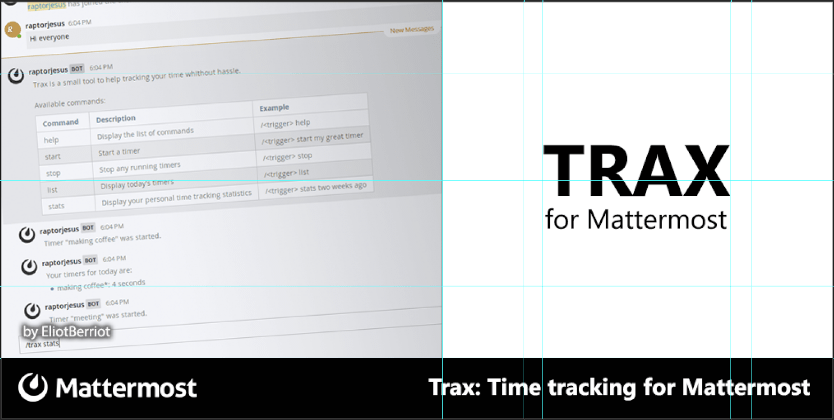 raptorjesus has joined the
raptorjesus 6:04 PM
Hi everyone
New Messages
raptorjesus BOT 6:04 PM
Trax is a small tool to help tracking your time whithout hassle.
Available commands:
Command Description Example
help Display the list of commands /<trigger> help
start Start a timer /<trigger> start my great timer
stop Stop any running timers /<trigger> stop
list Display today's timers /<trigger> list
stats Display your personal time tracking statistics /<trigger> stats two weeks ago
raptorjesus BOT 6:04 PM
Timer "making coffee" was started.
raptorjesus BOT 6:04 PM
Your timers for today are:
• making coffee*: 4 seconds
raptorjesus BOT 6:04 PM
Timer "meeting" was started.
by EliotBerriot
/trax stats
TRAX
for Mattermost
Mattermost
Trax: Time tracking for Mattermost